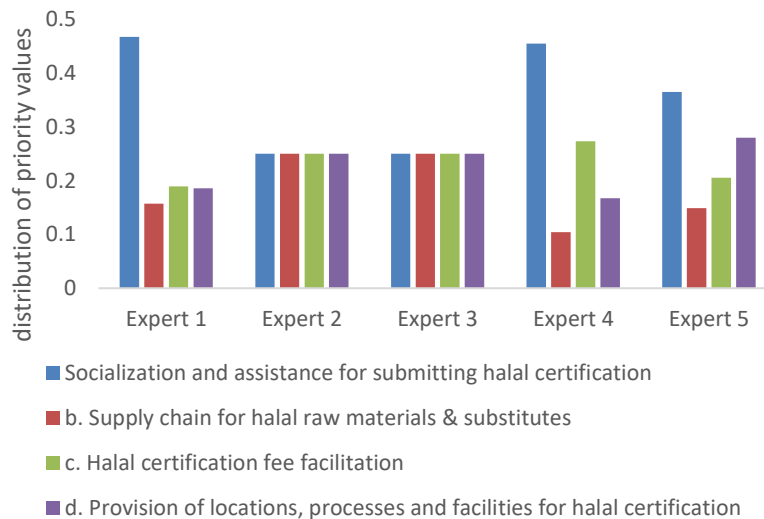 distribution of priority values
0.5
0.4
0.3
0.2
0.1
0
Expert 1 Expert 2 Expert 3 Expert 4 Expert 5
Socialization and assistance for submitting halal certification
b. Supply chain for halal raw materials & substitutes
c. Halal certification fee facilitation
d. Provision of locations, processes and facilities for halal certification